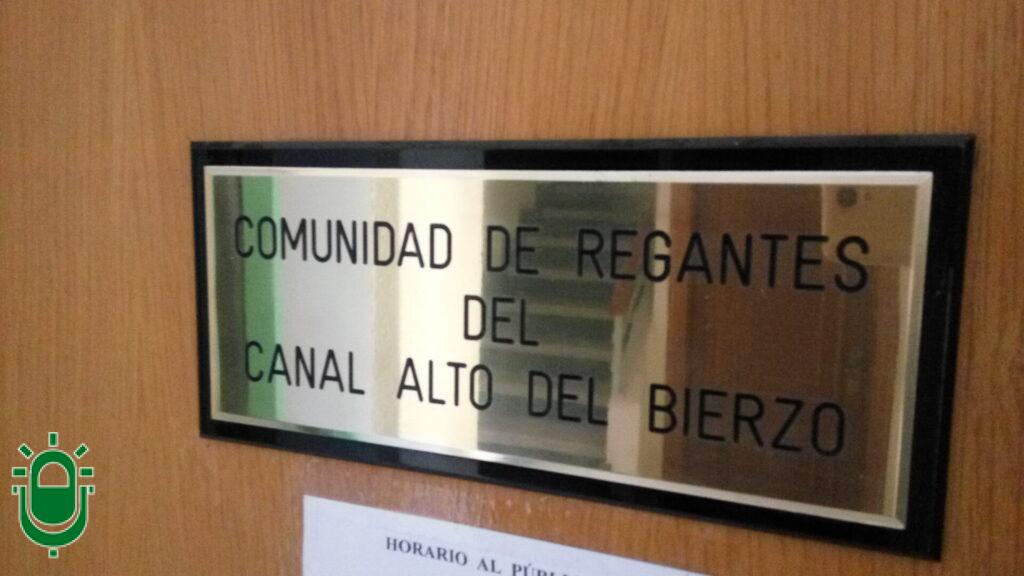 COMUNIDAD DE REGANTES
DEL
CANAL ALTO DEL BIERZO
HORARIO AL